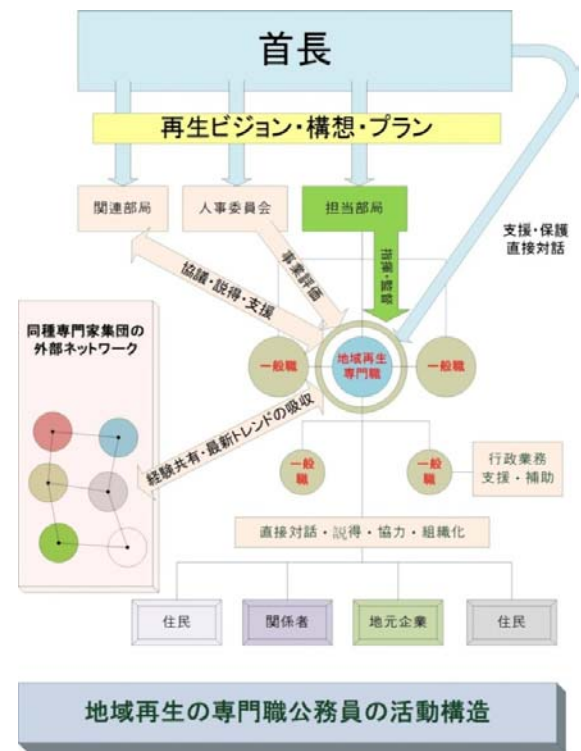 首長
再生ビジョン・構想・プラン
関連部局
人事委員会
担当部局
支援・保護
直接対話
協議・説得・支援
事業評価
指揮・監督
同種専門家集団の
外部ネットワーク
一般職
地域再生
専門職
一般職
経験共有・最新トレンドの吸収
一般
職
一般
職
行政業務
支援・補助
直接対話・説得・協力・組織化
住民
関係者
地元企業
住民
地域再生の専門職公務員の活動構造